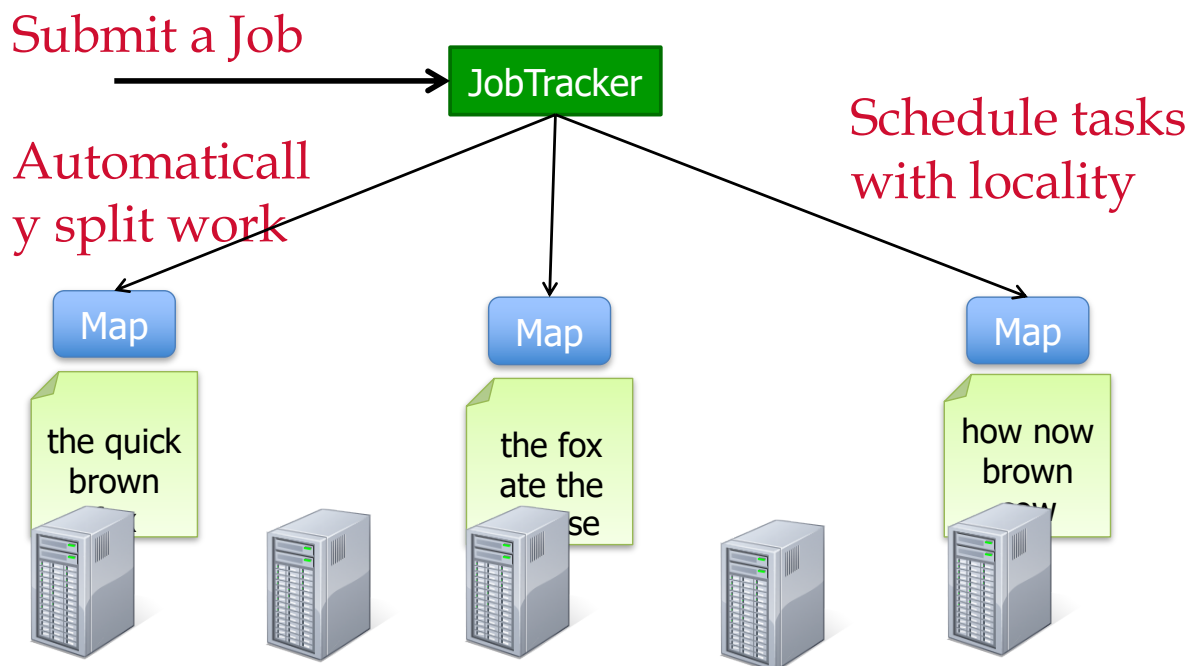 Submit a Job
JobTracker
Schedule tasks
with locality
Automaticall
y split work
Map
Map
Map
the quick
brown
the fox
ate the
how now
brown